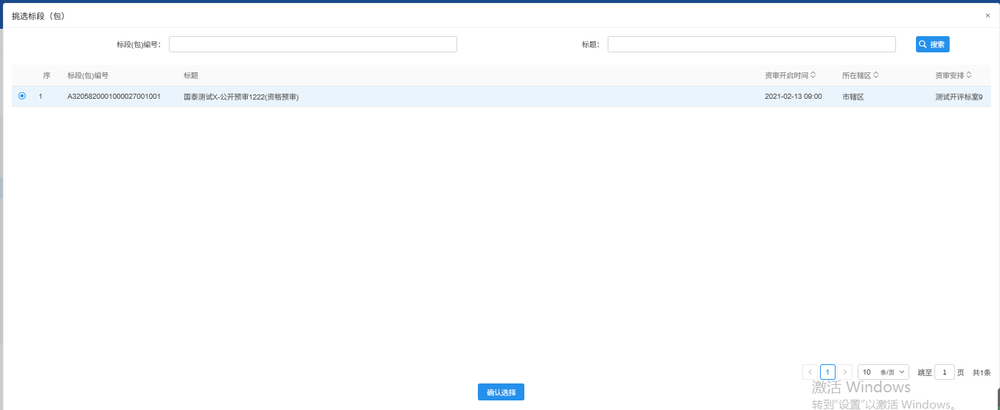 挑选标段（包） ×
标段(包)编号： 标题： 搜索
序 标段(包)编号 标题 资审开启时间 所在辖区 资审安排
1 A3205820001000027001001 国泰测试X-公开预审1222(资格预审) 2021-02-13 09:00 市辖区 测试开评标室9
1 10 条/页 跳至 1 页 共1条
激活 Windows
确认选择
转到“设置”以激活 Windows。